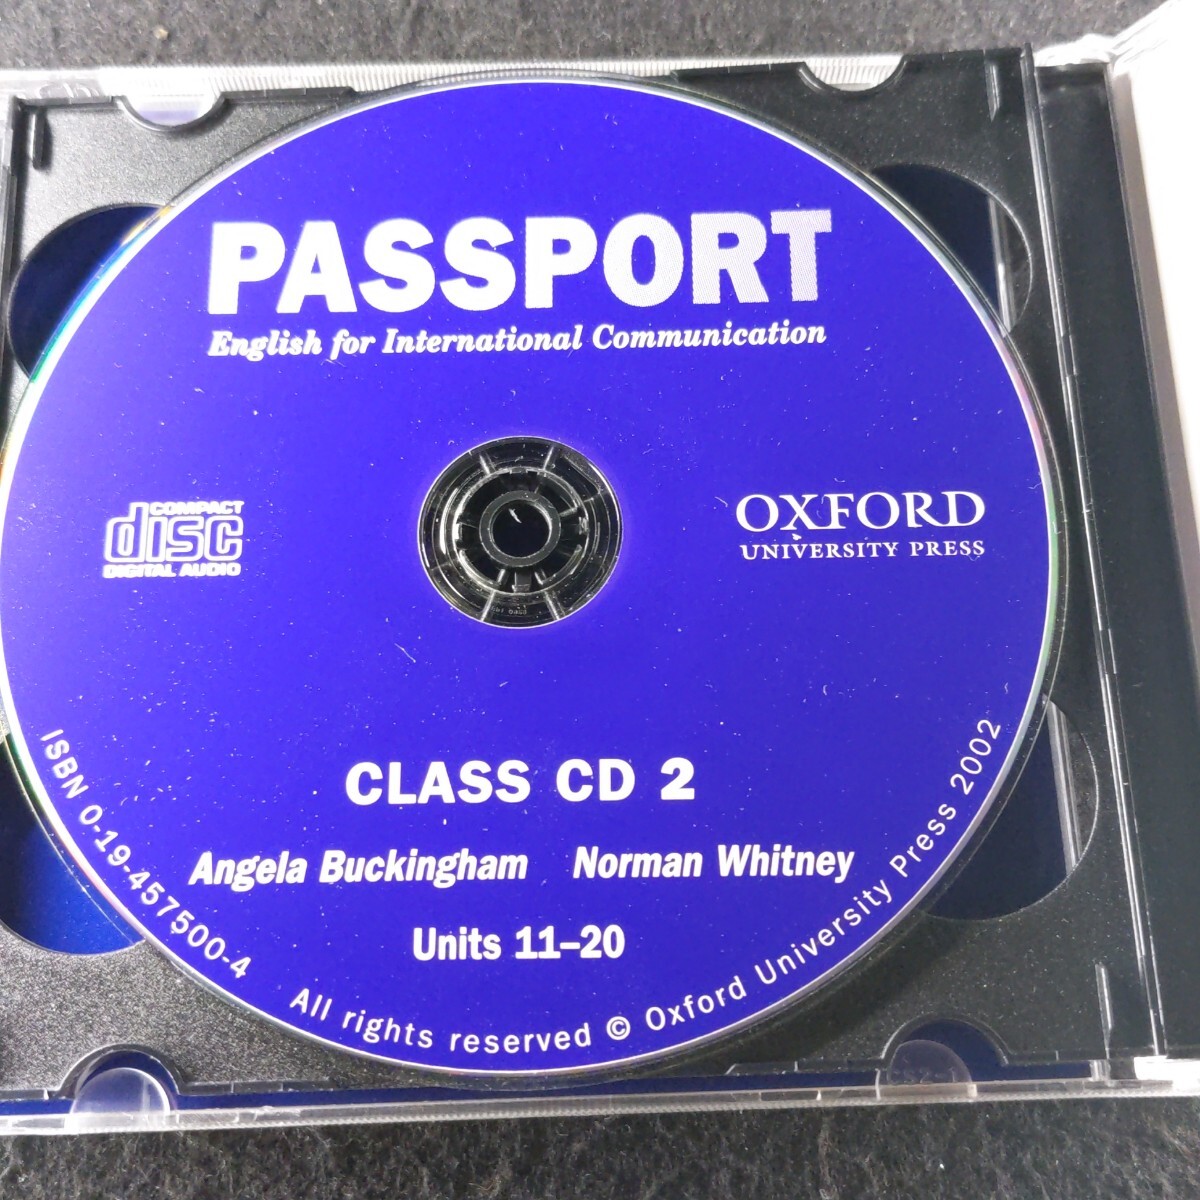 PASSPORT
English for International Communication
COMPACT
disc
DIGITAL AUDIO
OXFORD
UNIVERSITY PRESS
CLASS CD 2
Angela Buckingham Norman Whitney
Units 11–20
ISBN 0-19-457500-4
All rights reserved © Oxford University Press 2002